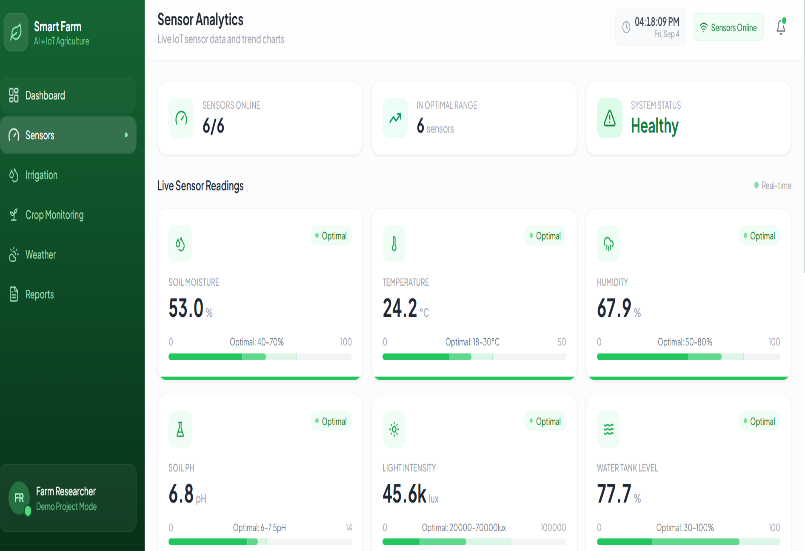 Smart Farm
AI + IoT Agriculture
Dashboard
Sensors
Irrigation
Crop Monitoring
Weather
Reports
FR
Farm Researcher
Demo Project Mode
Sensor Analytics
Live IoT sensor data and trend charts
04:18:09 PM
Fri, Sep 4
Sensors Online
SENSORS ONLINE
6/6
IN OPTIMAL RANGE
6 sensors
SYSTEM STATUS
Healthy
Live Sensor Readings
Real-time
Optimal
SOIL MOISTURE
53.0 %
0 Optimal: 40-70% 100
Optimal
TEMPERATURE
24.2 °C
0 Optimal: 18-30°C 50
Optimal
HUMIDITY
67.9 %
0 Optimal: 50-80% 100
Optimal
SOIL PH
6.8 pH
0 Optimal: 6-7.5pH 14
Optimal
LIGHT INTENSITY
45.6k lux
0 Optimal: 20000-70000lux 100000
Optimal
WATER TANK LEVEL
77.7 %
0 Optimal: 30-100% 100